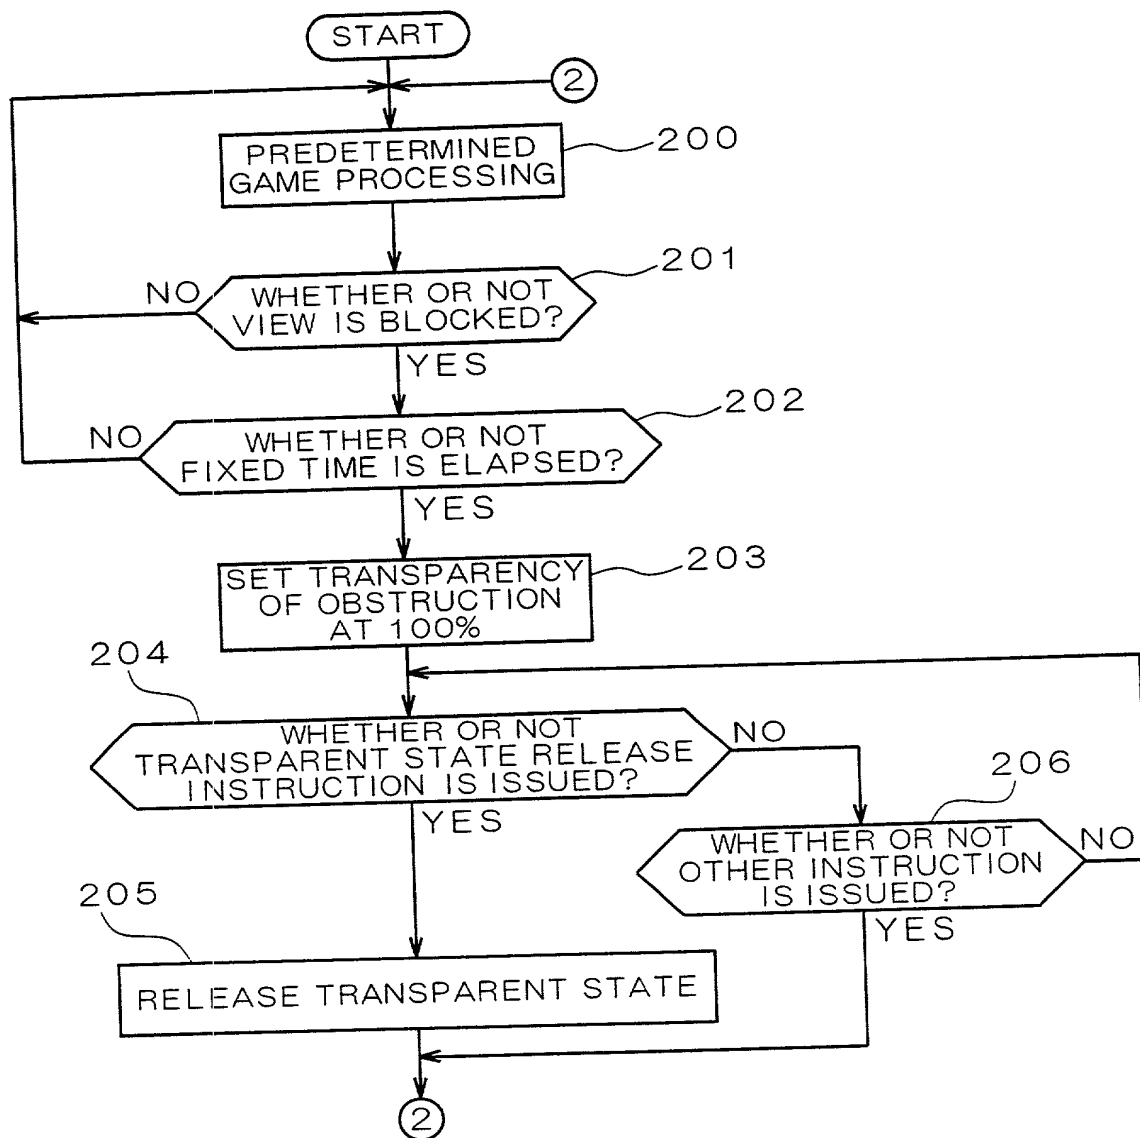 START
2
PREDETERMINED
GAME PROCESSING
200
201
NO
WHETHER OR NOT
VIEW IS BLOCKED?
YES
202
NO
WHETHER OR NOT
FIXED TIME IS ELAPSED?
YES
203
SET TRANSPARENCY
OF OBSTRUCTION
AT 100%
204
WHETHER OR NOT
TRANSPARENT STATE RELEASE
INSTRUCTION IS ISSUED?
NO
YES
206
WHETHER OR NOT
OTHER INSTRUCTION
IS ISSUED?
NO
YES
205
RELEASE TRANSPARENT STATE
2